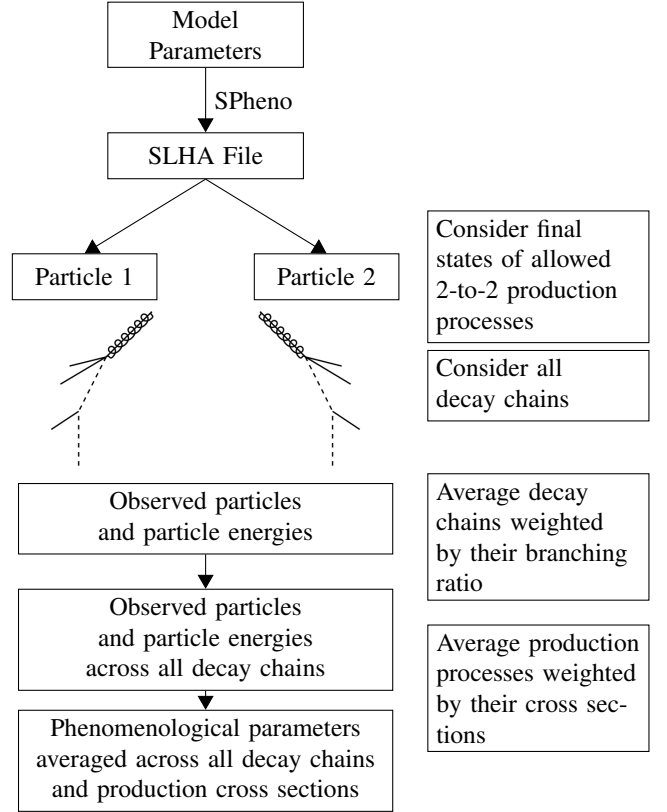 Model
Parameters
SPheno
SLHA File
Particle 1
Particle 2
Consider final
states of allowed
2-to-2 production
processes
Consider all
decay chains
Observed particles
and particle energies
Average decay
chains weighted
by their branching
ratio
Observed particles
and particle energies
across all decay chains
Average production
processes weighted
by their cross sec-
tions
Phenomenological parameters
averaged across all decay chains
and production cross sections